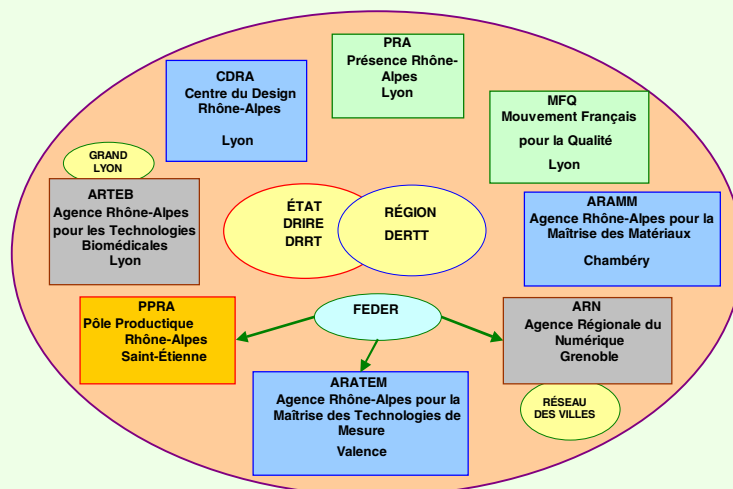 PRA
Présence Rhône-
Alpes
Lyon
CDRA
Centre du Design
Rhône-Alpes
Lyon
MFQ
Mouvement Français
pour la Qualité
Lyon
GRAND
LYON
ARTEB
Agence Rhône-Alpes
pour les Technologies
Biomédicales
Lyon
ÉTAT
DRIRE
DRRT
RÉGION
DERTT
ARAMM
Agence Rhône-Alpes pour la
Maîtrise des Matériaux
Chambéry
PPRA
Pôle Productique
Rhône-Alpes
Saint-Étienne
FEDER
ARN
Agence Régionale du
Numérique
Grenoble
ARATEM
Agence Rhône-Alpes pour la
Maîtrise des Technologies de
Mesure
Valence
RÉSEAU
DES VILLES